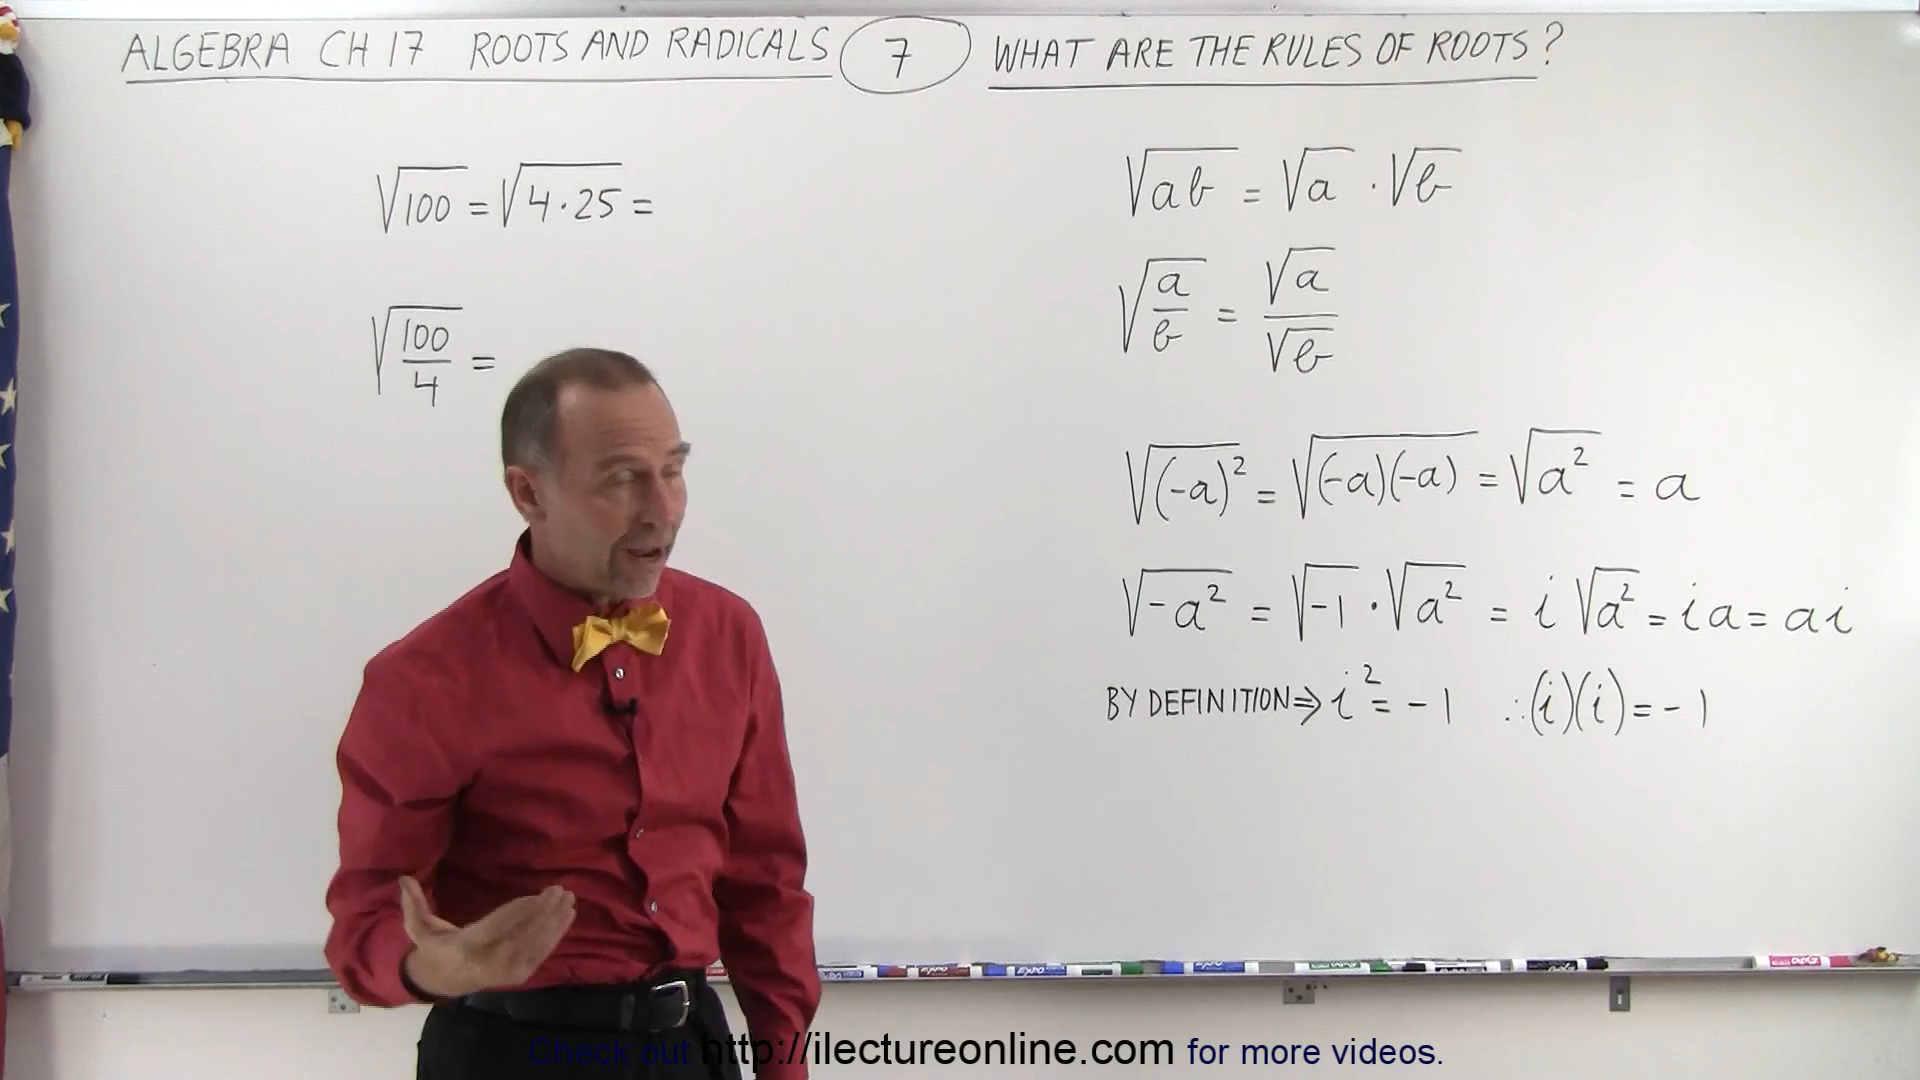 ALGEBRA CH 17 ROOTS AND RADICALS 7 WHAT ARE THE RULES OF ROOTS?
√100 = √4·25 =
√(100/4) =
√ab = √a · √b
√(a/b) = √a/√b
√(-a)² = √(-a)(-a) = √a² = a
√-a² = √-1 · √a² = i √a² = i a = a i
BY DEFINITION ⇒ i² = -1 ∴ (i)(i) = -1
Check out http://ilectureonline.com for more videos.